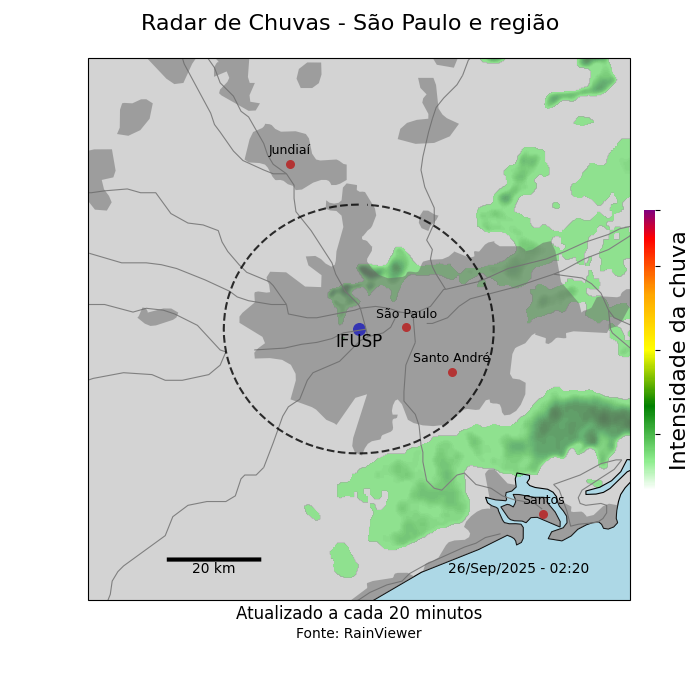 Radar de Chuvas - São Paulo e região
Jundiaí
São Paulo
IFUSP
Santo André
Santos
20 km
26/Sep/2025 - 02:20
Intensidade da chuva
Atualizado a cada 20 minutos
Fonte: RainViewer